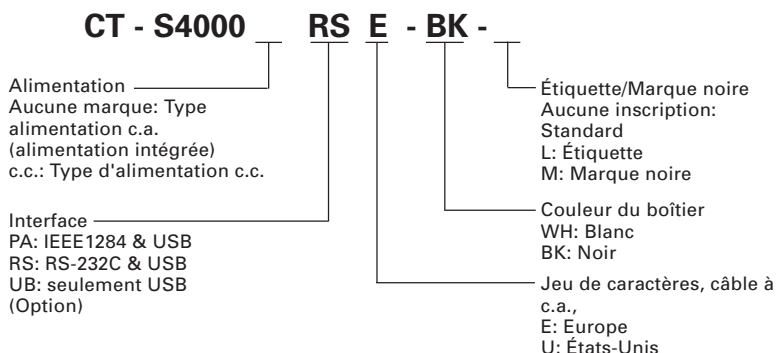 CT - S4000 __ RS E - BK - __
Alimentation
Aucune marque: Type
alimentation c.a.
(alimentation intégrée)
c.c.: Type d'alimentation c.c.
Interface
PA: IEEE1284 & USB
RS: RS-232C & USB
UB: seulement USB
(Option)
Étiquette/Marque noire
Aucune inscription:
Standard
L: Étiquette
M: Marque noire
Couleur du boîtier
WH: Blanc
BK: Noir
Jeu de caractères, câble à
c.a.,
E: Europe
U: États-Unis